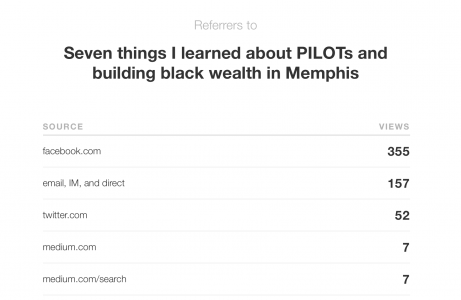 Referrers to
Seven things I learned about PILOTs and
building black wealth in Memphis
SOURCE VIEWS
facebook.com 355
email, IM, and direct 157
twitter.com 52
medium.com 7
medium.com/search 7